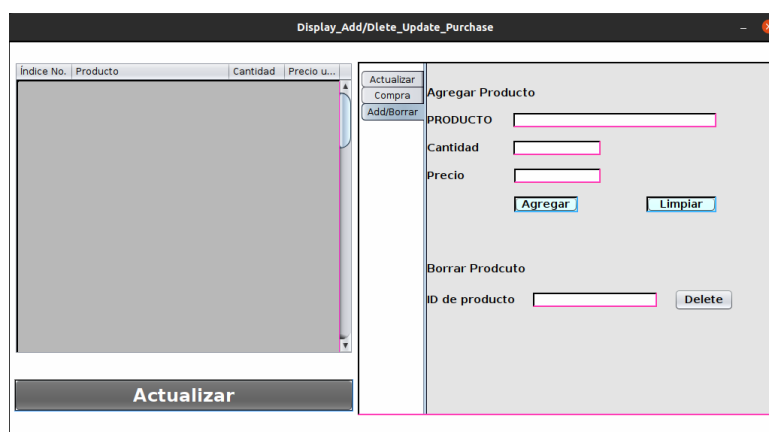 Display_Add/Dlete_Update_Purchase
Índice No. Producto Cantidad Precio u...
Actualizar
Compra
Add/Borrar
Agregar Producto
PRODUCTO
Cantidad
Precio
Agregar Limpiar
Borrar Prodcuto
ID de producto Delete
Actualizar